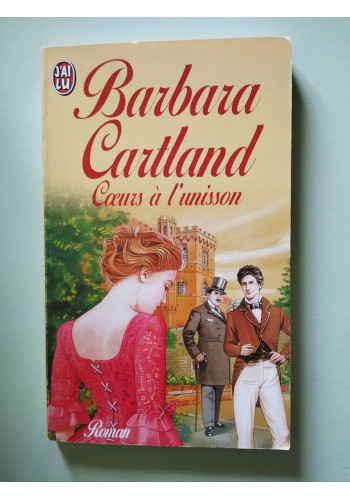 J'AI
LU
Barbara
Cartland
Cœurs à l'unisson
Roman